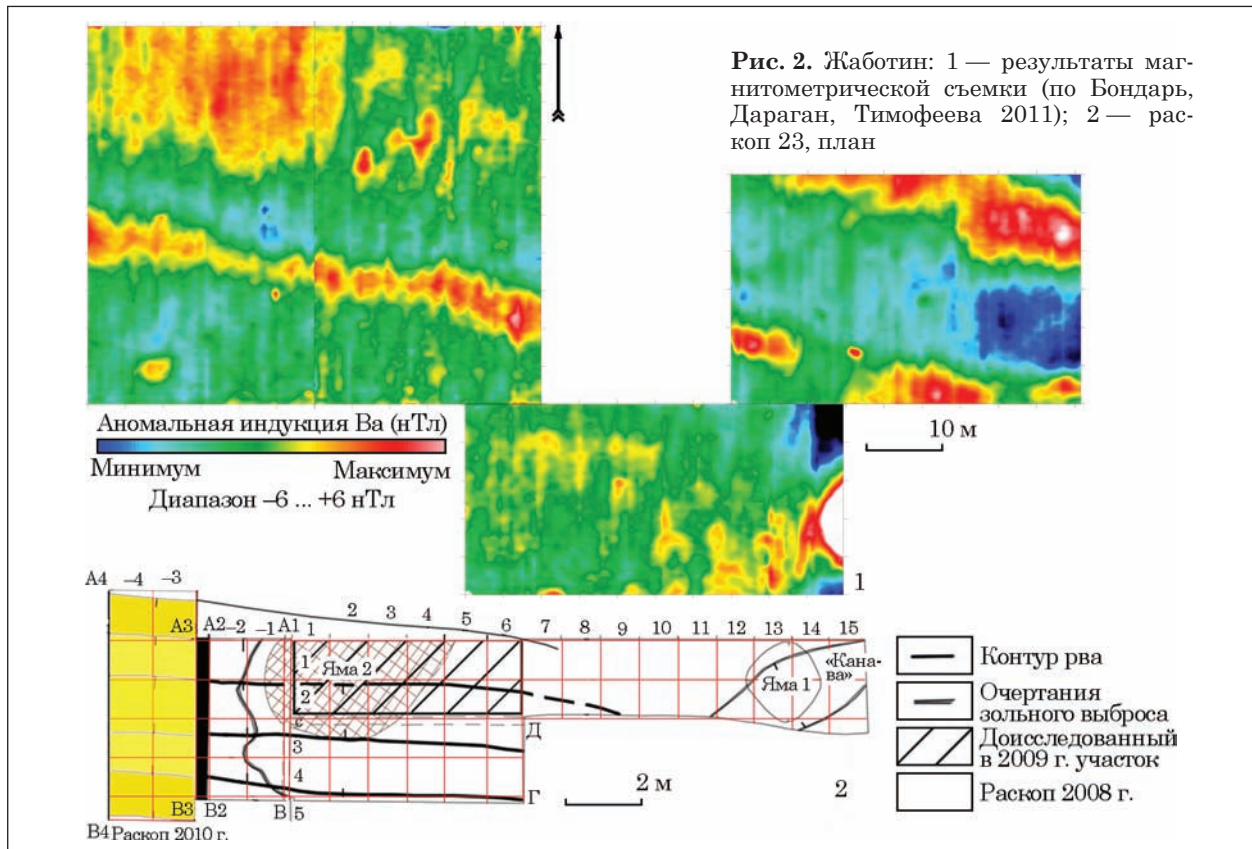 Рис. 2. Жаботин: 1 — результаты маг-
нитометрической съемки (по Бондарь,
Дараган, Тимофеева 2011); 2 — рас-
коп 23, план
10 м
Аномальная индукция Ва (нТл)
Минимум Максимум
Диапазон –6 ... +6 нТл
1
А4 –4 –3
А3 А2 –2 –1 А1 1 2 3 4 5 6 7 8 9 10 11 12 13 14 15
1 Яма 2
2
«Кана-
ва»
Яма 1
Д
3
4
2 м
2
В3 В2 В 5 Г
В4 Раскоп 2010 г.
Контур рва
Очертания
зольного выброса
Доисследованный
в 2009 г. участок
Раскоп 2008 г.